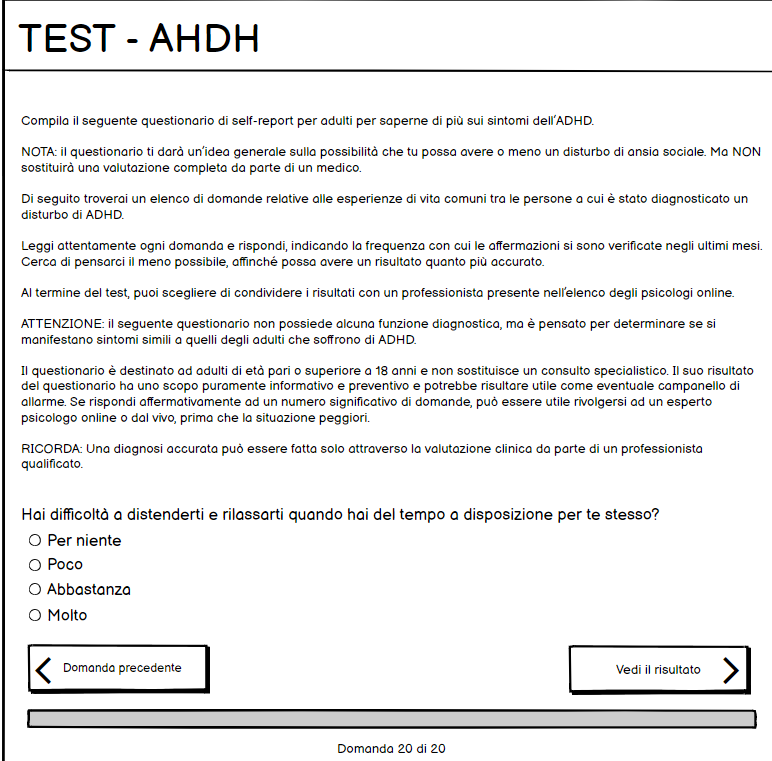 TEST - AHDH
Compila il seguente questionario di self-report per adulti per saperne di più sui sintomi dell'ADHD.
NOTA: il questionario ti darà un'idea generale sulla possibilità che tu possa avere o meno un disturbo di ansia sociale. Ma NON
sostituirà una valutazione completa da parte di un medico.
Di seguito troverai un elenco di domande relative alle esperienze di vita comuni tra le persone a cui è stato diagnosticato un
disturbo di ADHD.
Leggi attentamente ogni domanda e rispondi, indicando la frequenza con cui le affermazioni si sono verificate negli ultimi mesi.
Cerca di pensarci il meno possibile, affinché possa avere un risultato quanto più accurato.
Al termine del test, puoi scegliere di condividere i risultati con un professionista presente nell'elenco degli psicologi online.
ATTENZIONE: il seguente questionario non possiede alcuna funzione diagnostica, ma è pensato per determinare se si
manifestano sintomi simili a quelli degli adulti che soffrono di ADHD.
Il questionario è destinato ad adulti di età pari o superiore a 18 anni e non sostituisce un consulto specialistico. Il suo risultato
del questionario ha uno scopo puramente informativo e preventivo e potrebbe risultare utile come eventuale campanello di
allarme. Se rispondi affermativamente ad un numero significativo di domande, può essere utile rivolgersi ad un esperto
psicologo online o dal vivo, prima che la situazione peggiori.
RICORDA: Una diagnosi accurata può essere fatta solo attraverso la valutazione clinica da parte di un professionista
qualificato.
Hai difficoltà a distenderti e rilassarti quando hai del tempo a disposizione per te stesso?
Per niente
Poco
Abbastanza
Molto
Domanda precedente
Vedi il risultato
Domanda 20 di 20